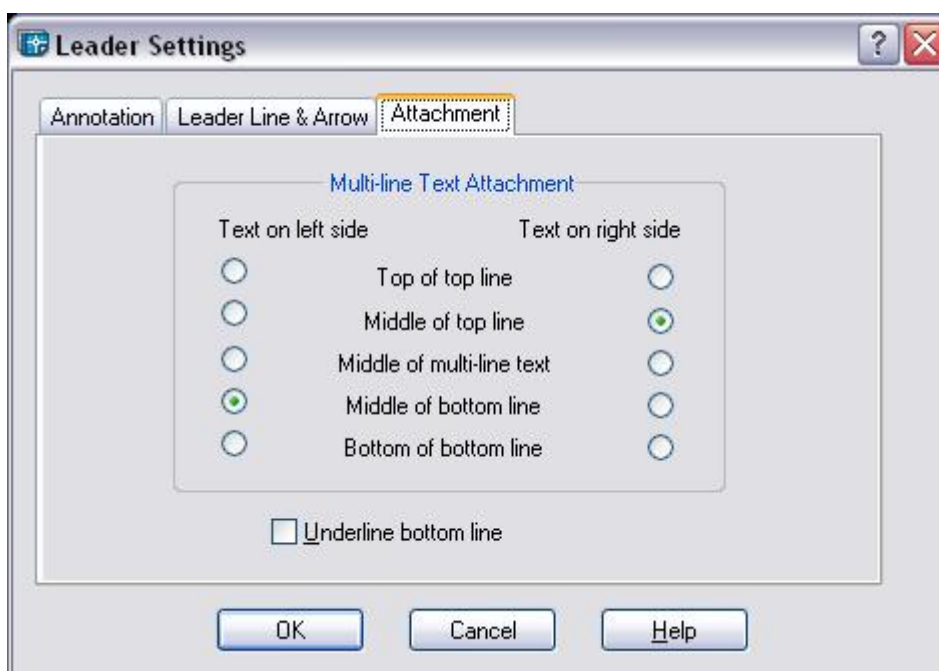 Leader Settings
?
Annotation
Leader Line & Arrow
Attachment
Multi-line Text Attachment
Text on left side
Text on right side
Top of top line
Middle of top line
Middle of multi-line text
Middle of bottom line
Bottom of bottom line
Underline bottom line
OK
Cancel
Help